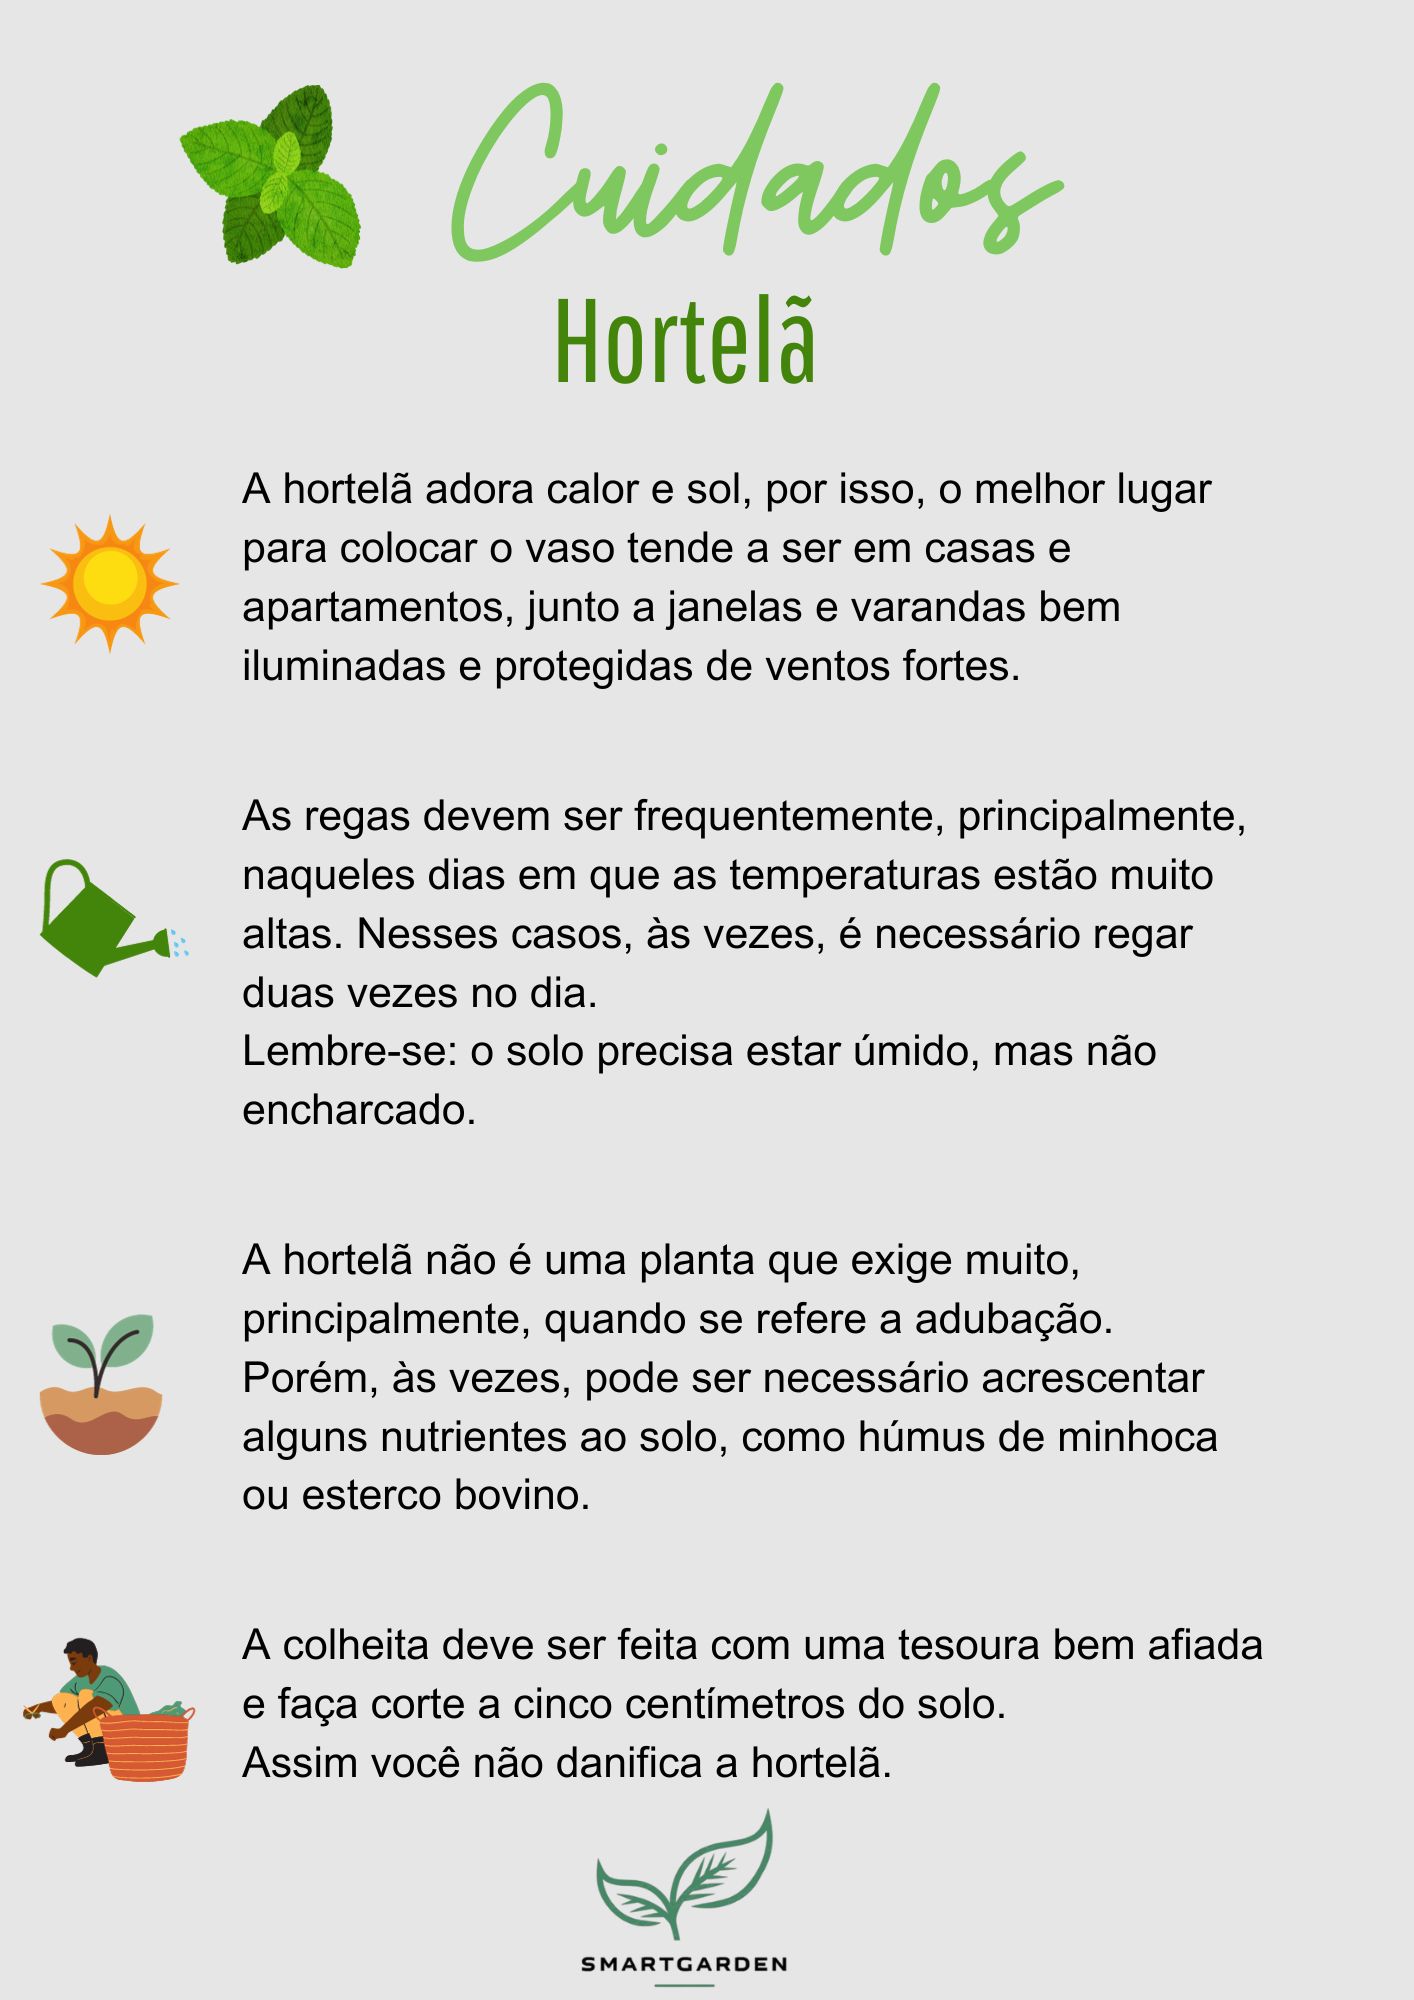 Cuidados
Hortelã
A hortelã adora calor e sol, por isso, o melhor lugar
para colocar o vaso tende a ser em casas e
apartamentos, junto a janelas e varandas bem
iluminadas e protegidas de ventos fortes.
As regas devem ser frequentemente, principalmente,
naqueles dias em que as temperaturas estão muito
altas. Nesses casos, às vezes, é necessário regar
duas vezes no dia.
Lembre-se: o solo precisa estar úmido, mas não
encharcado.
A hortelã não é uma planta que exige muito,
principalmente, quando se refere a adubação.
Porém, às vezes, pode ser necessário acrescentar
alguns nutrientes ao solo, como húmus de minhoca
ou esterco bovino.
A colheita deve ser feita com uma tesoura bem afiada
e faça corte a cinco centímetros do solo.
Assim você não danifica a hortelã.
SMARTGARDEN